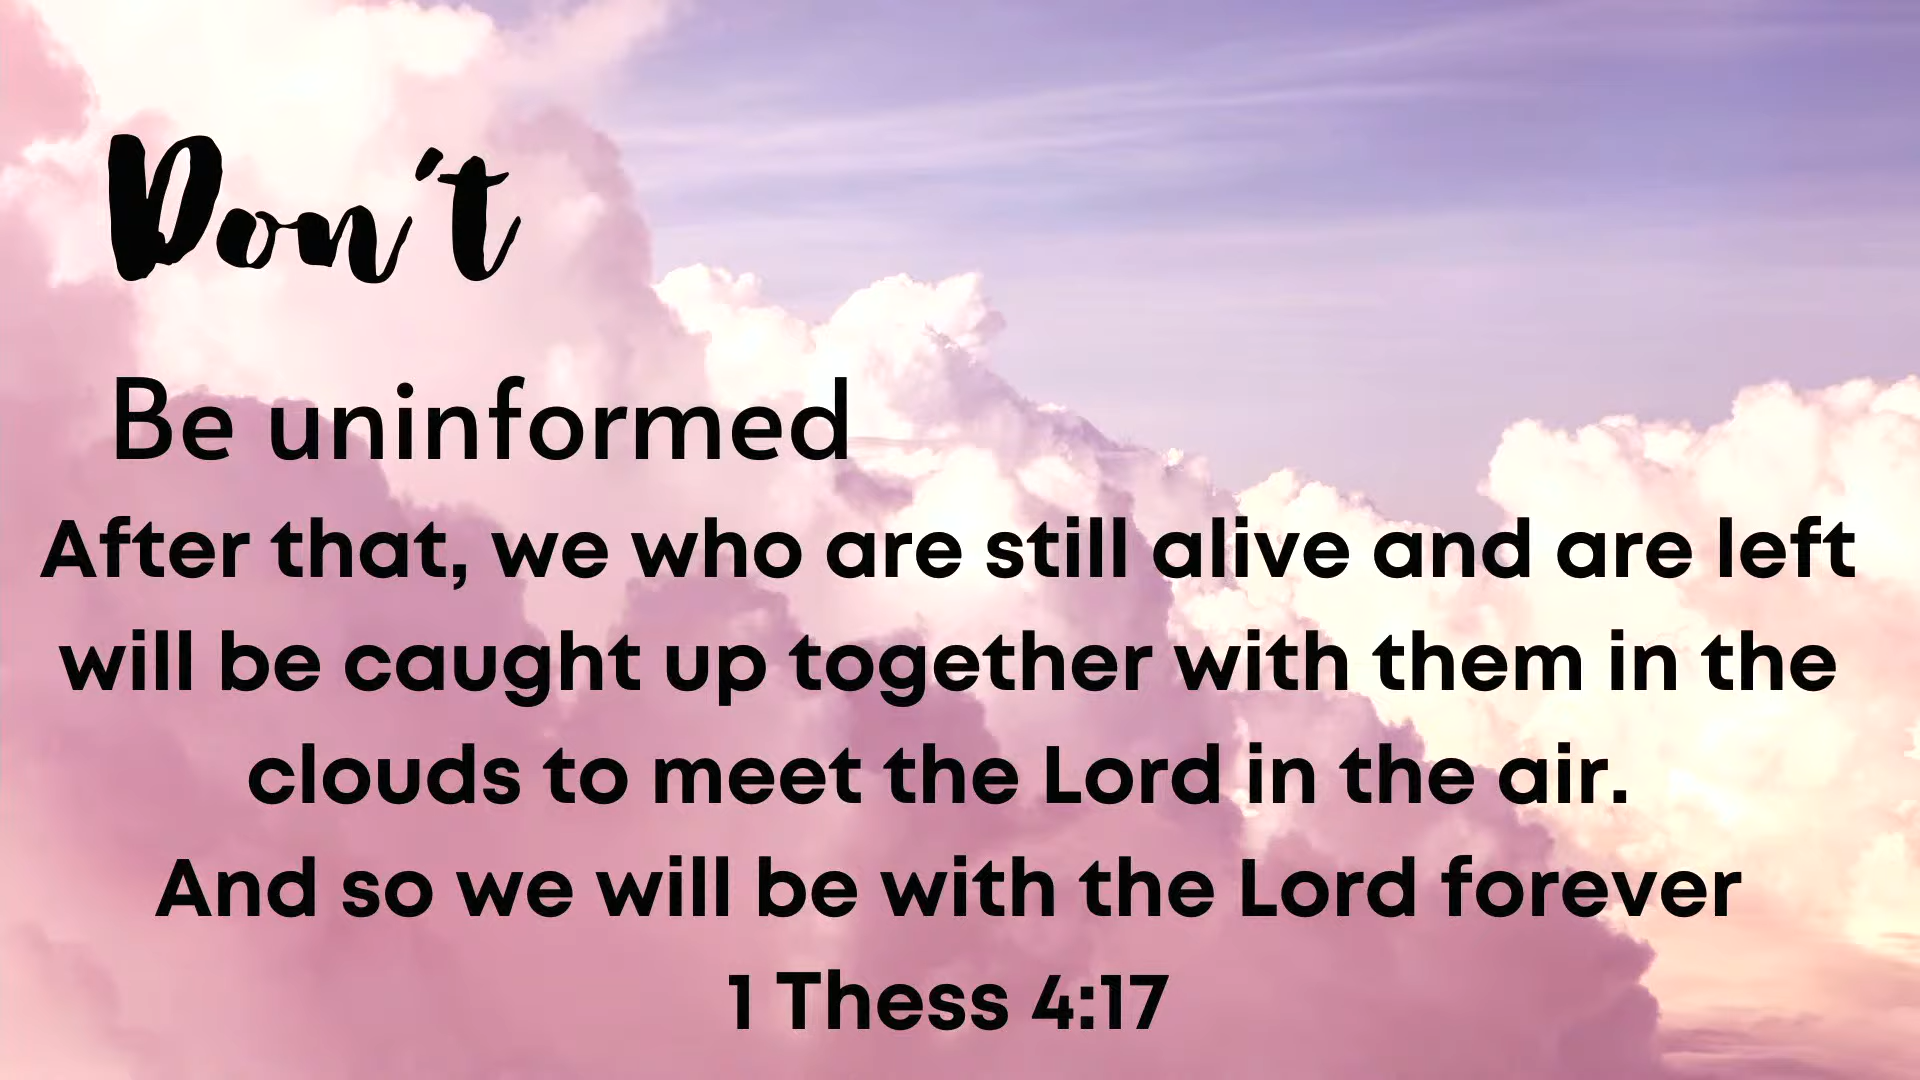 Don't
Be uninformed
After that, we who are still alive and are left
will be caught up together with them in the
clouds to meet the Lord in the air.
And so we will be with the Lord forever
1 Thess 4:17